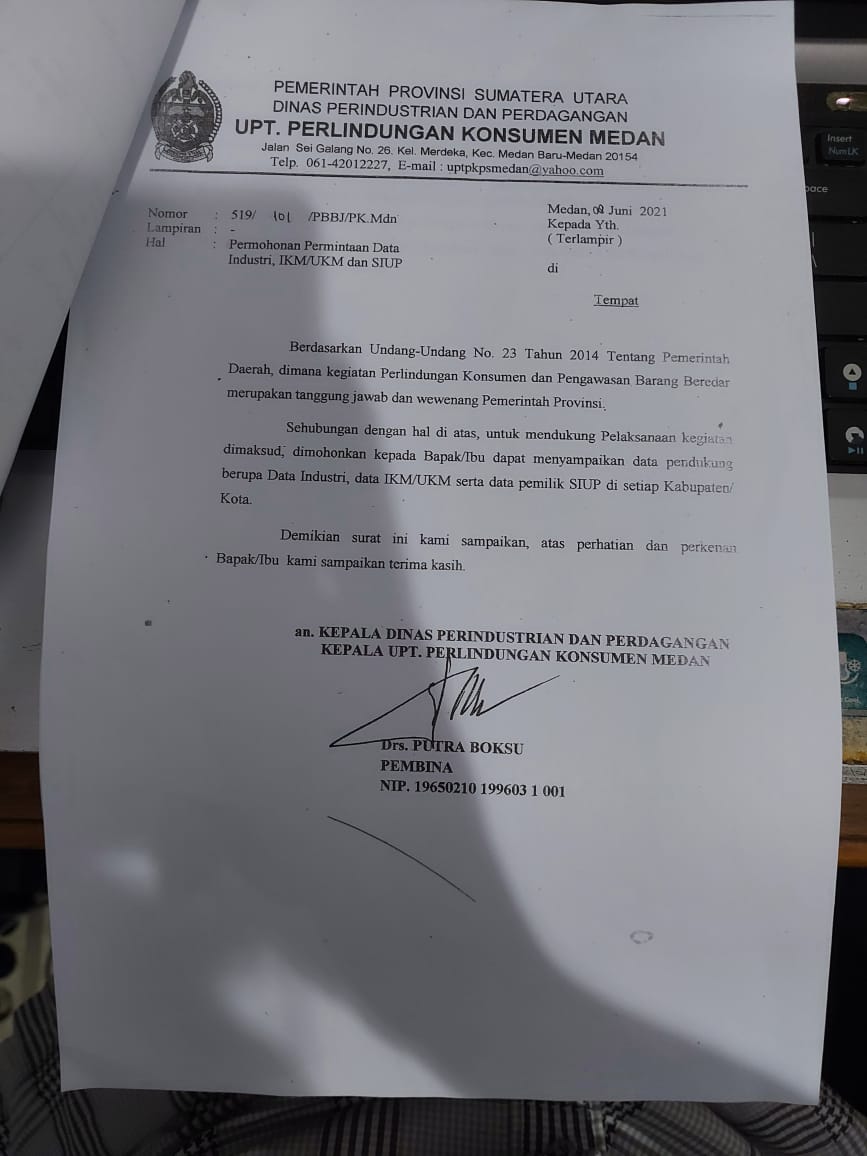 PEMERINTAH PROVINSI SUMATERA UTARA
DINAS PERINDUSTRIAN DAN PERDAGANGAN
UPT. PERLINDUNGAN KONSUMEN MEDAN
Jalan Sei Galang No. 26. Kel. Merdeka, Kec. Medan Baru-Medan 20154
Telp. 061-42012227, E-mail : uptpkpsmedan@yahoo.com
Nomor : 519/ 101 /PBBJ/PK.Mdn
Lampiran : -
Hal : Permohonan Permintaan Data
Industri, IKM/UKM dan SIUP
Medan, 08 Juni 2021
Kepada Yth.
( Terlampir )
di
Tempat
Berdasarkan Undang-Undang No. 23 Tahun 2014 Tentang Pemerintah
Daerah, dimana kegiatan Perlindungan Konsumen dan Pengawasan Barang Beredar
merupakan tanggung jawab dan wewenang Pemerintah Provinsi.
Sehubungan dengan hal di atas, untuk mendukung Pelaksanaan kegiatan
dimaksud, dimohonkan kepada Bapak/Ibu dapat menyampaikan data pendukung
berupa Data Industri, data IKM/UKM serta data pemilik SIUP di setiap Kabupaten/
Kota.
Demikian surat ini kami sampaikan, atas perhatian dan perkenan
Bapak/Ibu kami sampaikan terima kasih.
an. KEPALA DINAS PERINDUSTRIAN DAN PERDAGANGAN
KEPALA UPT. PERLINDUNGAN KONSUMEN MEDAN
Drs. PUTRA BOKSU
PEMBINA
NIP. 19650210 199603 1 001
Insert
NumLK
pace